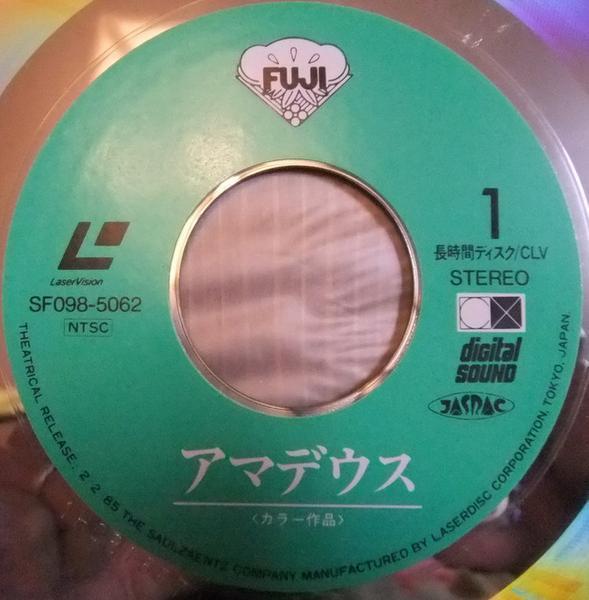 FUJI
1
長時間ディスク/CLV
STEREO
CX
digital
SOUND
JASRAC
LaserVision
SF098-5062
NTSC
アマデウス
〈カラー作品〉
THEATRICAL RELEASE: 2. 2. 85 THE SAULZAENTZ COMPANY MANUFACTURED BY LASERDISC CORPORATION, TOKYO, JAPAN.